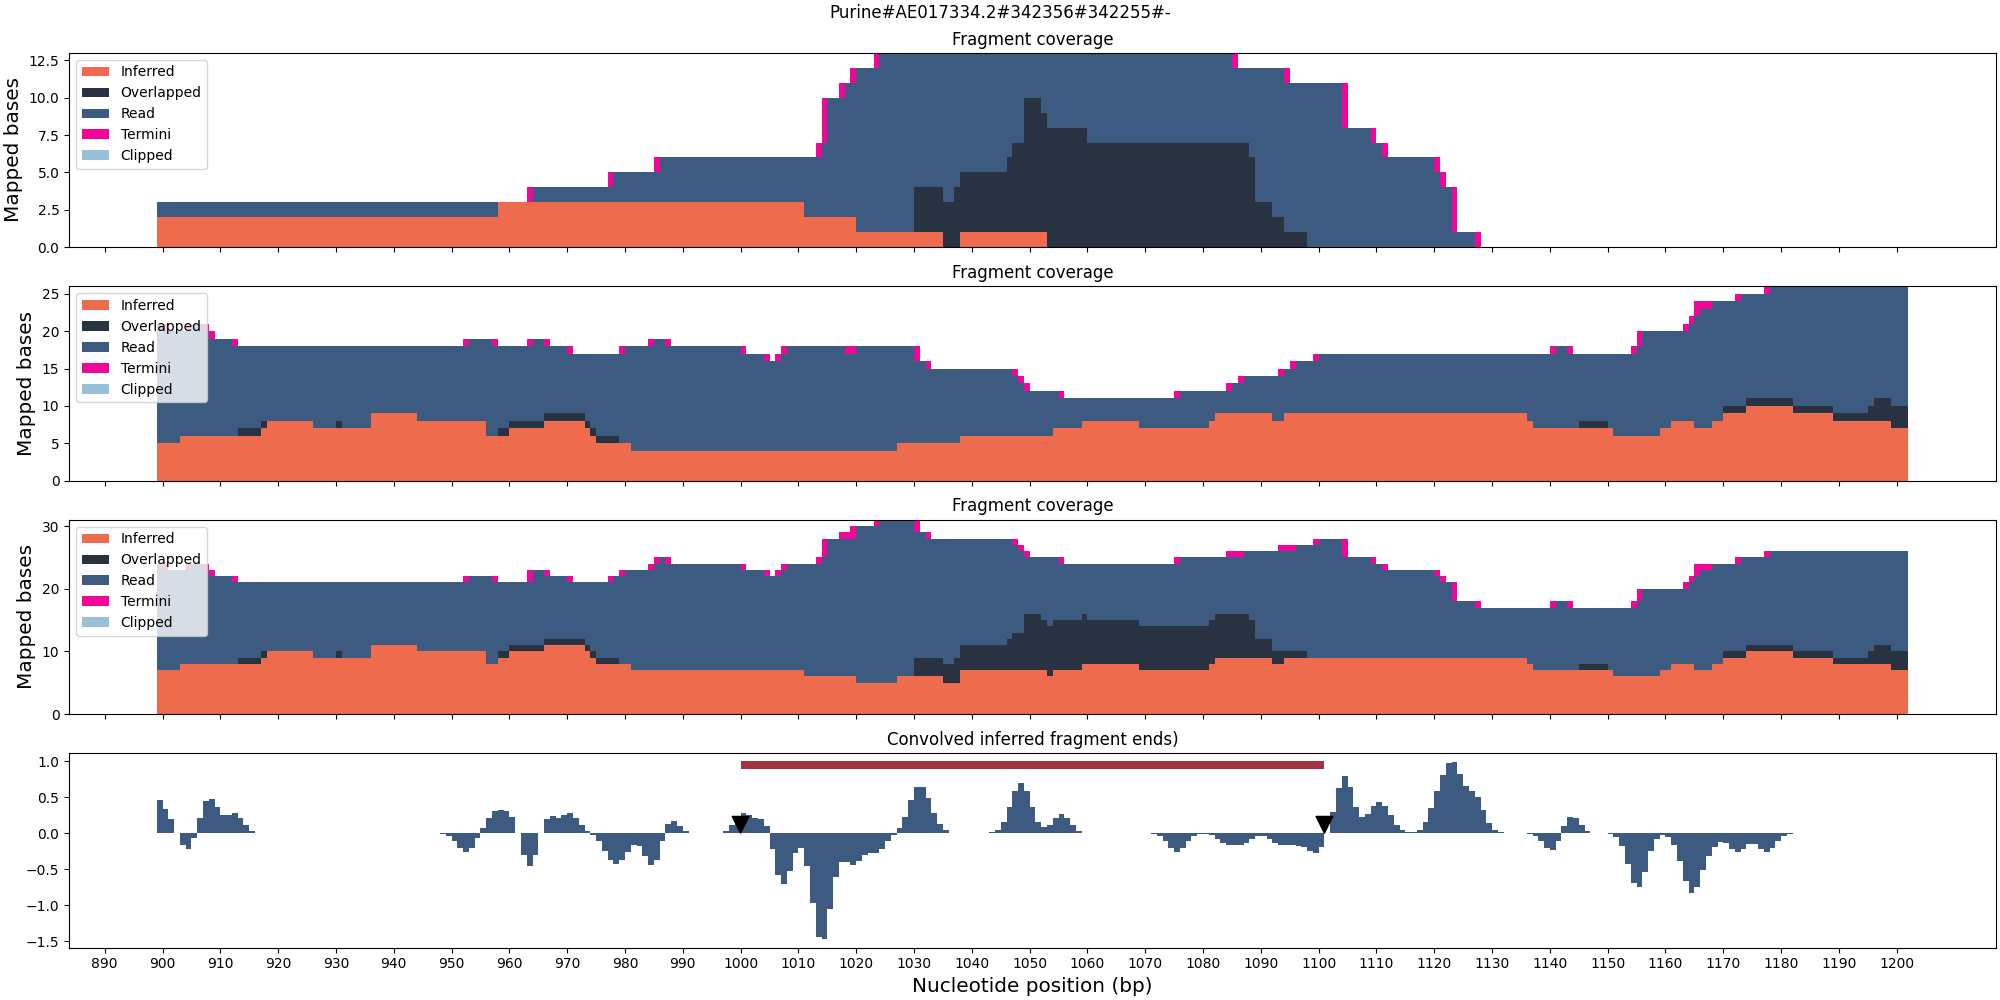 Purine#AE017334.2#342356#342255#-
Fragment coverage
Mapped bases
12.5
10.0
7.5
5.0
2.5
0.0
Inferred
Overlapped
Read
Termini
Clipped
Fragment coverage
Mapped bases
25
20
15
10
5
0
Inferred
Overlapped
Read
Termini
Clipped
Fragment coverage
Mapped bases
30
20
10
0
Inferred
Overlapped
Read
Termini
Clipped
Convolved inferred fragment ends)
1.0
0.5
0.0
−0.5
−1.0
−1.5
890 900 910 920 930 940 950 960 970 980 990 1000 1010 1020 1030 1040 1050 1060 1070 1080 1090 1100 1110 1120 1130 1140 1150 1160 1170 1180 1190 1200
Nucleotide position (bp)